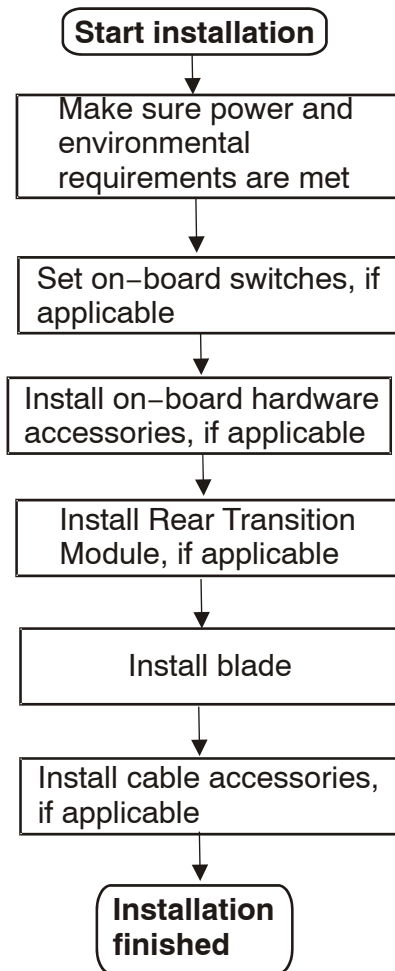 Start installation
Make sure power and
environmental
requirements are met
Set on−board switches, if
applicable
Install on−board hardware
accessories, if applicable
Install Rear Transition
Module, if applicable
Install blade
Install cable accessories,
if applicable
Installation
finished